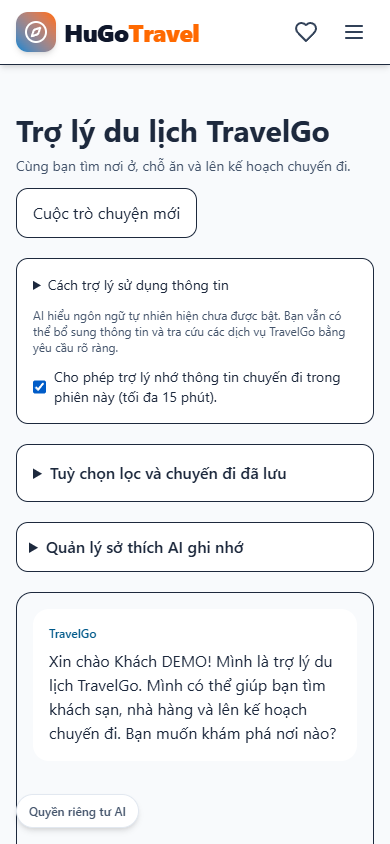 HuGoTravel
Trợ lý du lịch TravelGo
Cùng bạn tìm nơi ở, chỗ ăn và lên kế hoạch chuyến đi.
Cuộc trò chuyện mới
Cách trợ lý sử dụng thông tin
AI hiểu ngôn ngữ tự nhiên hiện chưa được bật. Bạn vẫn có
thể bổ sung thông tin và tra cứu các dịch vụ TravelGo bằng
yêu cầu rõ ràng.
Cho phép trợ lý nhớ thông tin chuyến đi trong
phiên này (tối đa 15 phút).
Tuỳ chọn lọc và chuyến đi đã lưu
Quản lý sở thích AI ghi nhớ
TravelGo
Xin chào Khách DEMO! Mình là trợ lý du
lịch TravelGo. Mình có thể giúp bạn tìm
khách sạn, nhà hàng và lên kế hoạch
chuyến đi. Bạn muốn khám phá nơi nào?
Quyền riêng tư AI